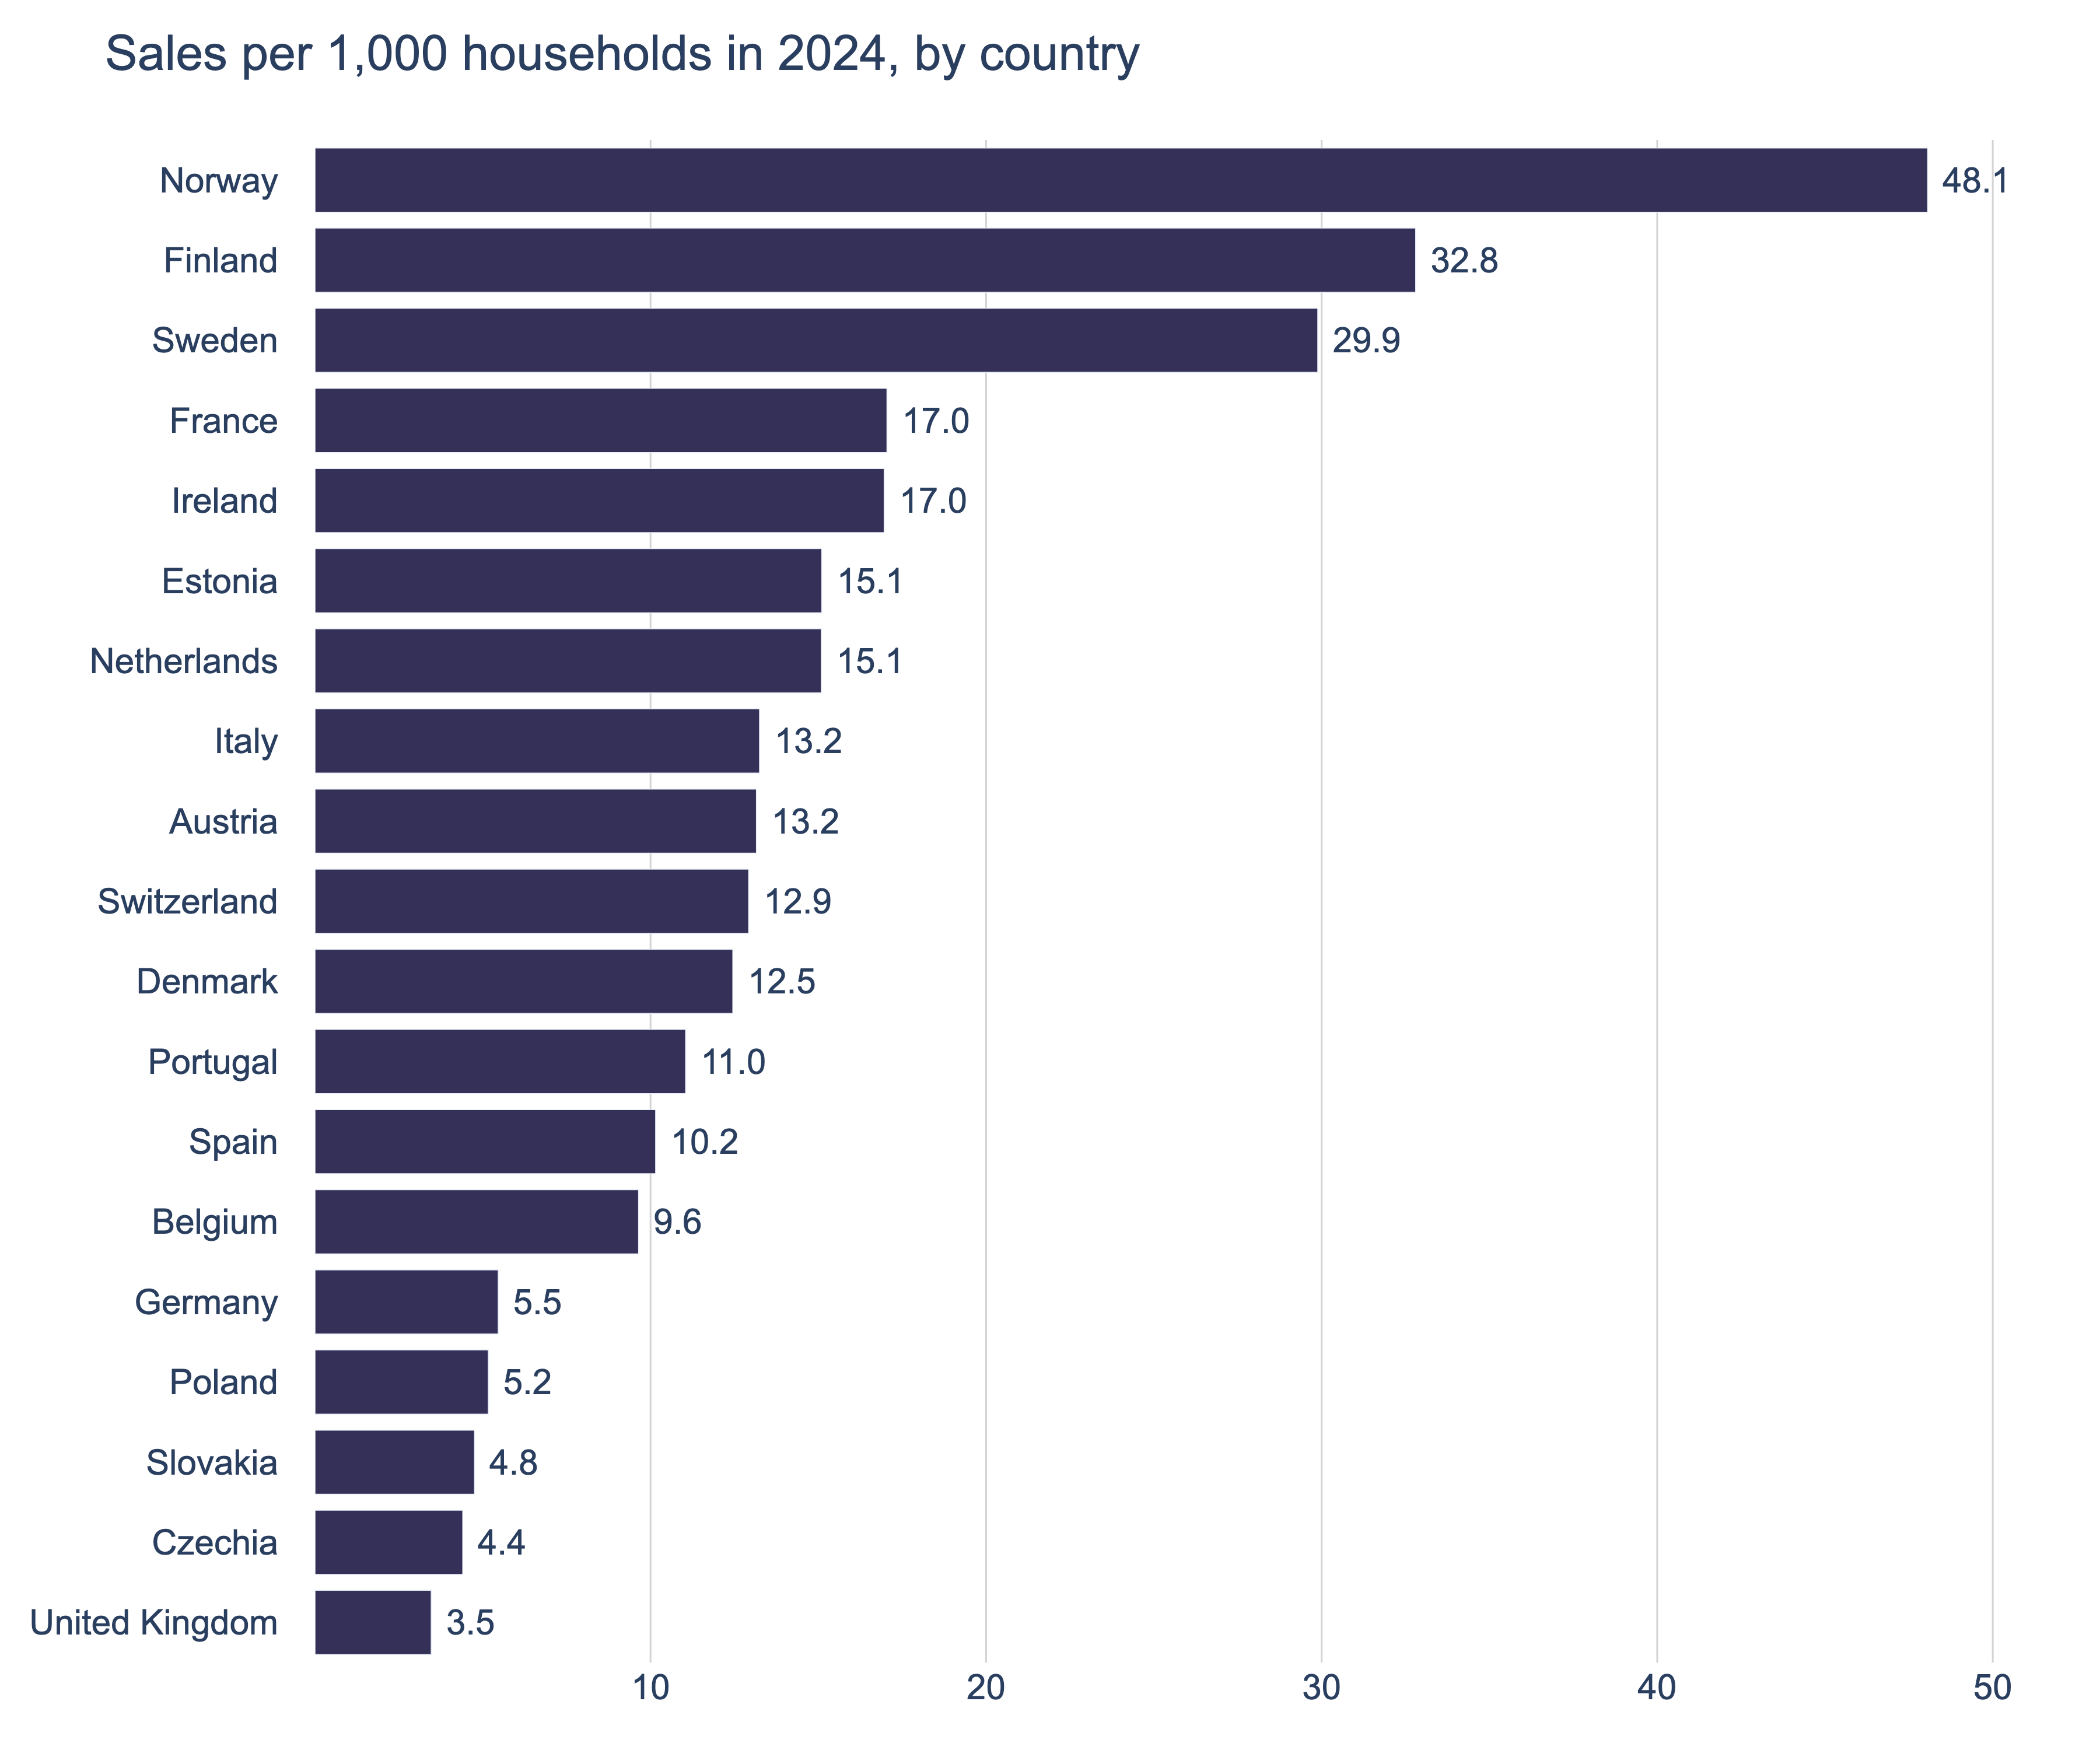 Sales per 1,000 households in 2024, by country
Norway 48.1
Finland 32.8
Sweden 29.9
France 17.0
Ireland 17.0
Estonia 15.1
Netherlands 15.1
Italy 13.2
Austria 13.2
Switzerland 12.9
Denmark 12.5
Portugal 11.0
Spain 10.2
Belgium 9.6
Germany 5.5
Poland 5.2
Slovakia 4.8
Czechia 4.4
United Kingdom 3.5
10 20 30 40 50